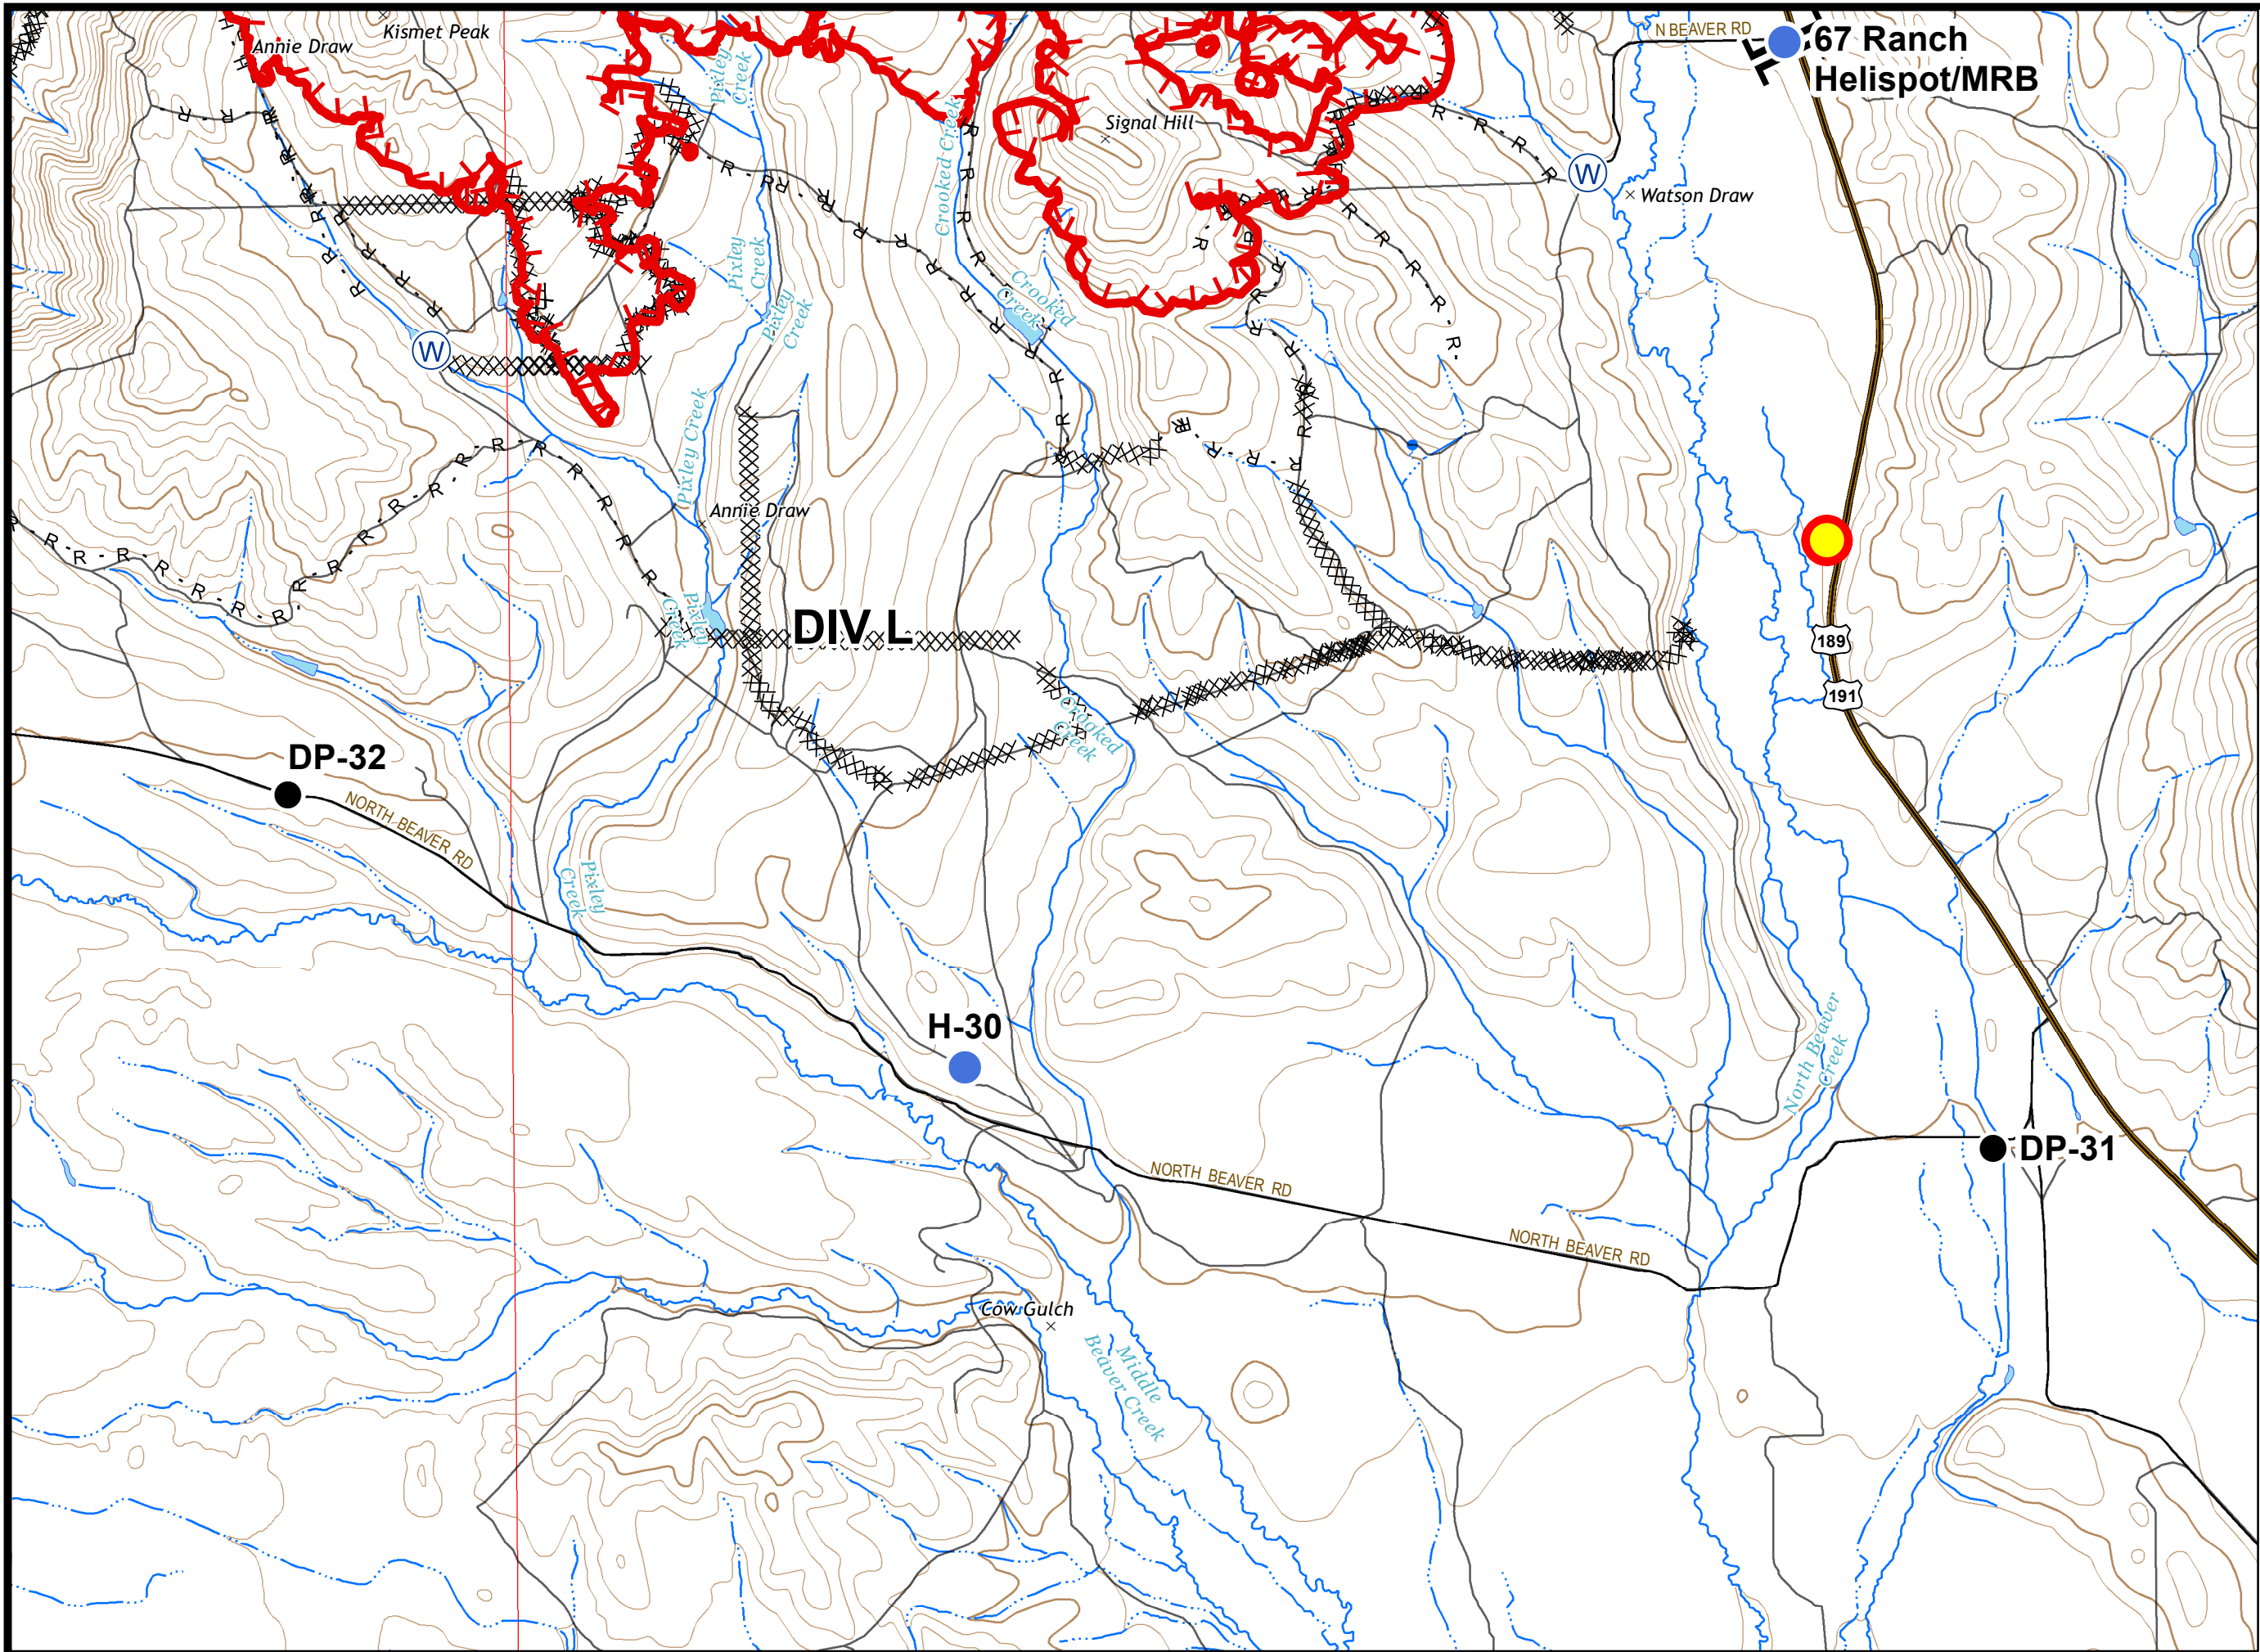 Kismet Peak
Annie Draw
N BEAVER RD
67 Ranch
Helispot/MRB
Pixley
Creek
Crooked Creek
Signal Hill
W
Watson Draw
Pixley
Creek
Crooked
Creek
Pixley
Creek
W
Pixley Creek
Annie Draw
Pixley
Creek
DIV L
189
191
Crooked
Creek
DP-32
NORTH BEAVER RD
Pixley
Creek
H-30
North Beaver
Creek
DP-31
NORTH BEAVER RD
NORTH BEAVER RD
Cow Gulch
Middle
Beaver Creek